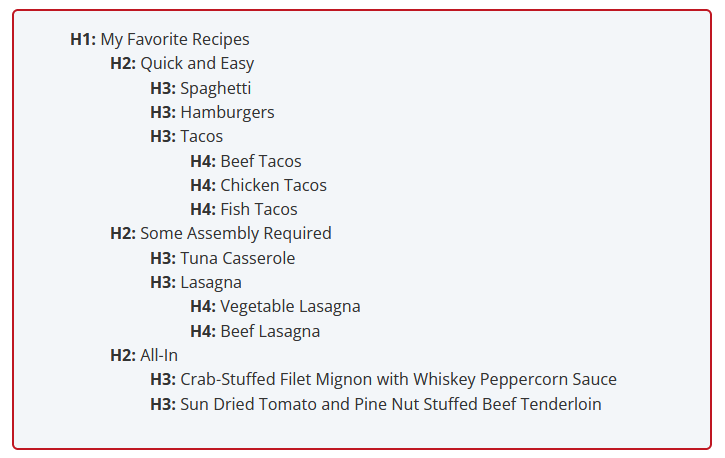 H1: My Favorite Recipes
H2: Quick and Easy
H3: Spaghetti
H3: Hamburgers
H3: Tacos
H4: Beef Tacos
H4: Chicken Tacos
H4: Fish Tacos
H2: Some Assembly Required
H3: Tuna Casserole
H3: Lasagna
H4: Vegetable Lasagna
H4: Beef Lasagna
H2: All-In
H3: Crab-Stuffed Filet Mignon with Whiskey Peppercorn Sauce
H3: Sun Dried Tomato and Pine Nut Stuffed Beef Tenderloin